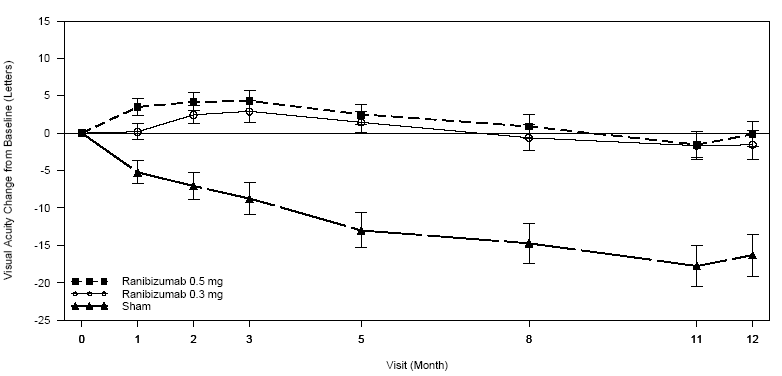 Visual Acuity Change from Baseline (Letters)
15
10
5
0
-5
-10
-15
-20
-25
Ranibizumab 0.5 mg
Ranibizumab 0.3 mg
Sham
0 1 2 3 5 8 11 12
Visit (Month)